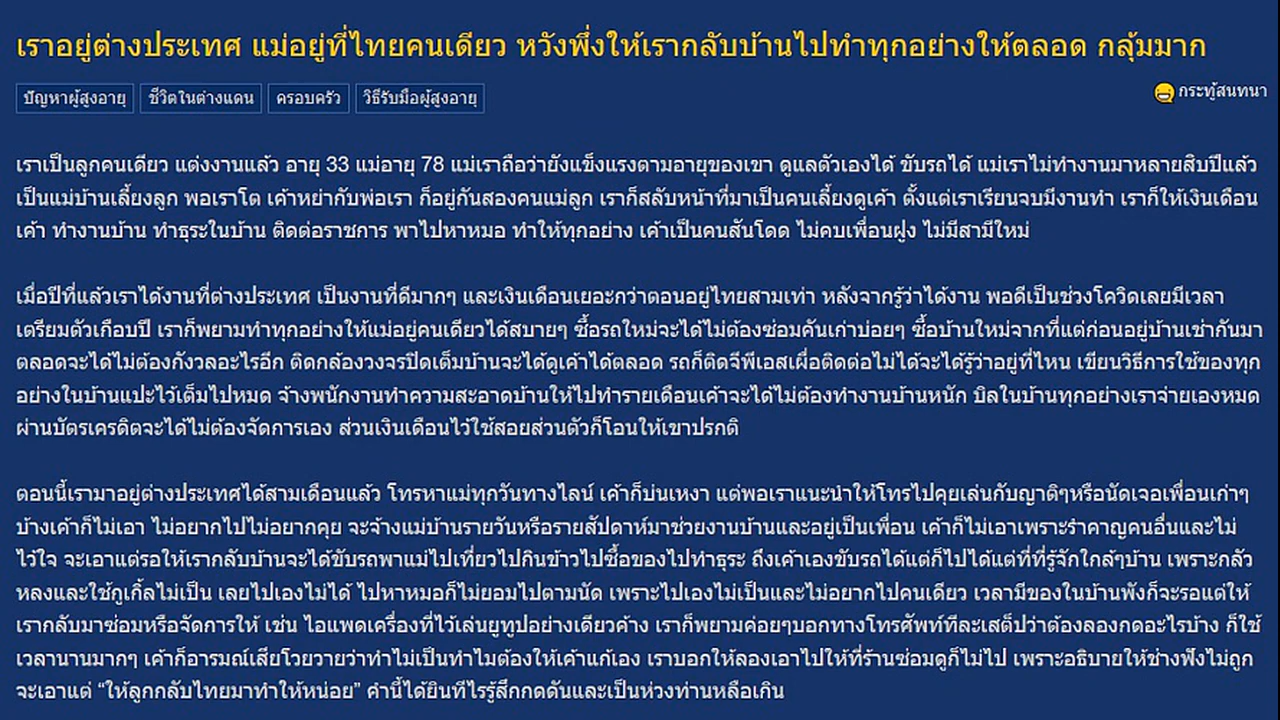 เราอยู่ต่างประเทศ แม่อยู่ที่ไทยคนเดียว หวังพึ่งให้เรากลับบ้านไปทำทุกอย่างให้ตลอด กลุ้มมาก
ปัญหาผู้สูงอายุ ชีวิตในต่างแดน ครอบครัว วิธีรับมือผู้สูงอายุ กระทู้สนทนา
เราเป็นลูกคนเดียว แต่งงานแล้ว อายุ 33 แม่อายุ 78 แม่เราถือว่ายังแข็งแรงตามอายุของเขา ดูแลตัวเองได้ ขับรถได้ แม่เราไม่ทำงานมาหลายสิบปีแล้ว
เป็นแม่บ้านเลี้ยงลูก พอเราโต เค้าหย่ากับพ่อเรา ก็อยู่กันสองคนแม่ลูก เราก็สลับหน้าที่มาเป็นคนเลี้ยงดูเค้า ตั้งแต่เราเรียนจบมีงานทำ เราก็ให้เงินเดือน
เค้า ทำงานบ้าน ทำธุระในบ้าน ติดต่อราชการ พาไปหาหมอ ทำให้ทุกอย่าง เค้าเป็นคนสันโดด ไม่คบเพื่อนฝูง ไม่มีสามีใหม่
เมื่อปีที่แล้วเราได้งานที่ต่างประเทศ เป็นงานที่ดีมากๆ และเงินเดือนเยอะกว่าตอนอยู่ไทยสามเท่า หลังจากรู้ว่าได้งาน พอดีเป็นช่วงโควิดเลยมีเวลา
เตรียมตัวเกือบปี เราก็พยามทำทุกอย่างให้แม่อยู่คนเดียวได้สบายๆ ซื้อรถใหม่จะได้ไม่ต้องซ่อมคันเก่าบ่อยๆ ซื้อบ้านใหม่จากที่แต่ก่อนอยู่บ้านเช่ากันมา
ตลอดจะได้ไม่ต้องกังวลอะไรอีก ติดกล้องวงจรปิดเต็มบ้านจะได้ดูเค้าได้ตลอด รถก็ติดจีพีเอสเผื่อติดต่อไม่ได้จะได้รู้ว่าอยู่ที่ไหน เขียนวิธีการใช้ของทุก
อย่างในบ้านแปะไว้เต็มไปหมด จ้างพนักงานทำความสะอาดบ้านให้ไปทำรายเดือนเค้าจะได้ไม่ต้องทำงานบ้านหนัก บิลในบ้านทุกอย่างเราจ่ายเองหมด
ผ่านบัตรเครดิตจะได้ไม่ต้องจัดการเอง ส่วนเงินเดือนไว้ใช้สอยส่วนตัวก็โอนให้เขาปรกติ
ตอนนี้เรามาอยู่ต่างประเทศได้สามเดือนแล้ว โทรหาแม่ทุกวันทางไลน์ เค้าก็บ่นเหงา แต่พอเราแนะนำให้โทรไปคุยเล่นกับญาติๆหรือนัดเจอเพื่อนเก่าๆ
บ้างเค้าก็ไม่เอา ไม่อยากไปไม่อยากคุย จะจ้างแม่บ้านรายวันหรือรายสัปดาห์มาช่วยงานบ้านและอยู่เป็นเพื่อน เค้าก็ไม่เอาเพราะรำคาญคนอื่นและไม่
ไว้ใจ จะเอาแต่รอให้เรากลับบ้านจะได้ขับรถพาแม่ไปเที่ยวไปกินข้าวไปซื้อของไปทำธุระ ถึงเค้าเองขับรถได้แต่ก็ไปได้แต่ที่ที่รู้จักใกล้ๆบ้าน เพราะกลัว
หลงและใช้กูเกิ้ลไม่เป็น เลยไปเองไม่ได้ ไปหาหมอก็ไม่ยอมไปตามนัด เพราะไปเองไม่เป็นและไม่อยากไปคนเดียว เวลามีของในบ้านพังก็จะรอแต่ให้
เรากลับมาซ่อมหรือจัดการให้ เช่น ไอแพดเครื่องที่ไว้เล่นยูทูปอย่างเดียวค้าง เราก็พยามค่อยๆบอกทางโทรศัพท์ทีละเสต็ปว่าต้องลองกดอะไรบ้าง ก็ใช้
เวลานานมากๆ เค้าก็อารมณ์เสียโวยวายว่าทำไม่เป็นทำไมต้องให้เค้าแก้เอง เราบอกให้ลองเอาไปให้ที่ร้านซ่อมดูก็ไม่ไป เพราะอธิบายให้ช่างฟังไม่ถูก
จะเอาแต่ “ให้ลูกกลับไทยมาทำให้หน่อย” คำนี้ได้ยินทีไรรู้สึกกดดันและเป็นห่วงท่านหลือเกิน